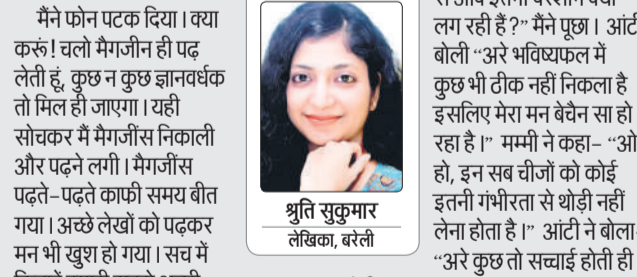 मैंने फोन पटक दिया। क्या
करूं! चलो मैगजीन ही पढ़
लेती हूं, कुछ न कुछ ज्ञानवर्धक
तो मिल ही जाएगा। यही
सोचकर मैं मैगजींस निकाली
और पढ़ने लगी। मैगजींस
पढ़ते-पढ़ते काफी समय बीत
गया। अच्छे लेखों को पढ़कर
मन भी खुश हो गया। सच में
श्रुति सुकुमार
लेखिका, बरेली
लग रही हैं?” मैंने पूछा। आंटी
बोली “अरे भविष्यफल में
कुछ भी ठीक नहीं निकला है
इसलिए मेरा मन बेचैन सा हो
रहा है।” मम्मी ने कहा- “ओ
हो, इन सब चीजों को कोई
इतनी गंभीरता से थोड़ी नहीं
लेना होता है।” आंटी ने बोला-
“अरे कुछ तो सच्चाई होती ही